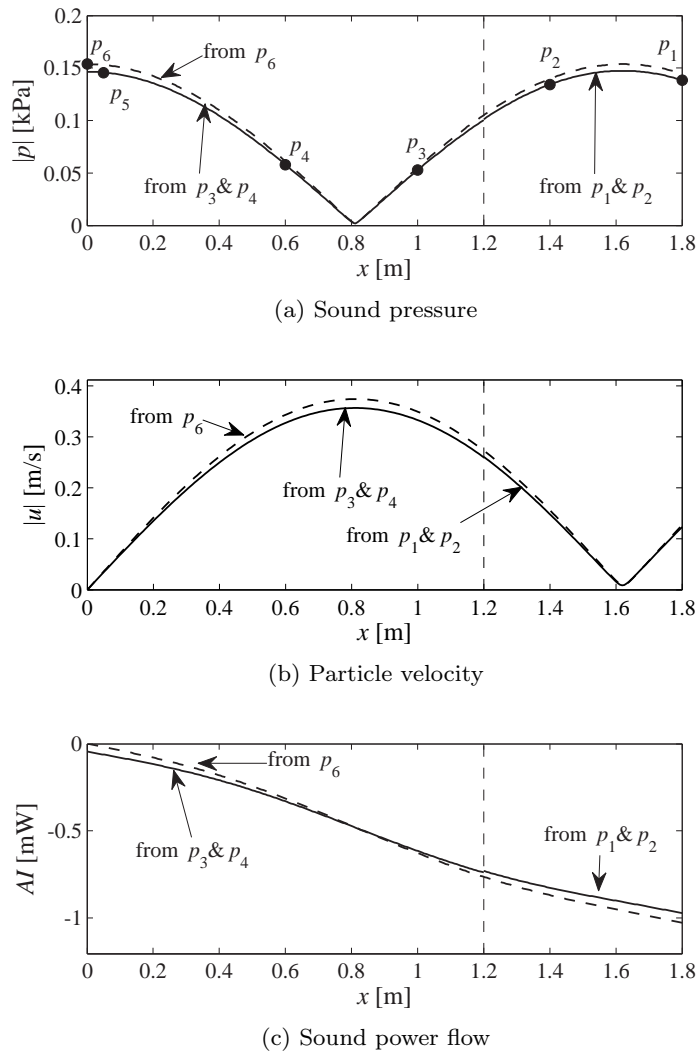 0.2
0.15
0.1
0.05
0
|p| [kPa]
p6
p5
from p6
p4
from p3& p4
p3
p2
p1
from p1& p2
0 0.2 0.4 0.6 0.8 1 1.2 1.4 1.6 1.8
x [m]
(a) Sound pressure
0.4
0.3
0.2
0.1
0
|u| [m/s]
from p6
from p3& p4
from p1& p2
0 0.2 0.4 0.6 0.8 1 1.2 1.4 1.6 1.8
x [m]
(b) Particle velocity
0
-0.5
-1
AI [mW]
from p6
from p3& p4
from p1& p2
0 0.2 0.4 0.6 0.8 1 1.2 1.4 1.6 1.8
x [m]
(c) Sound power flow